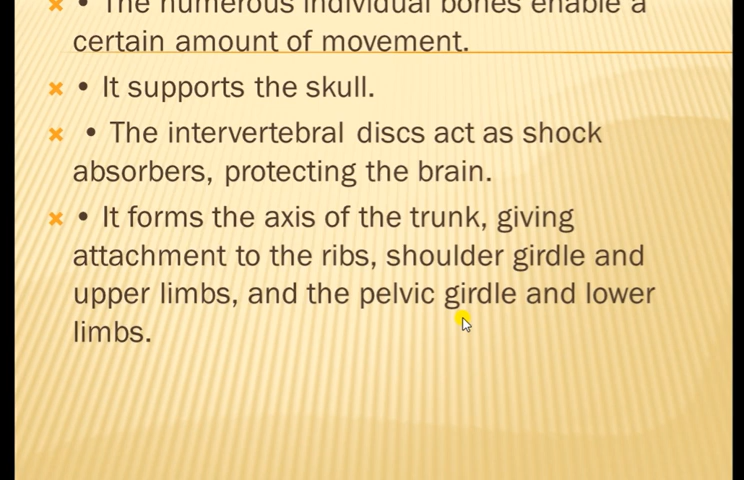 • The numerous individual bones enable a
certain amount of movement.
• It supports the skull.
• The intervertebral discs act as shock
absorbers, protecting the brain.
• It forms the axis of the trunk, giving
attachment to the ribs, shoulder girdle and
upper limbs, and the pelvic girdle and lower
limbs.